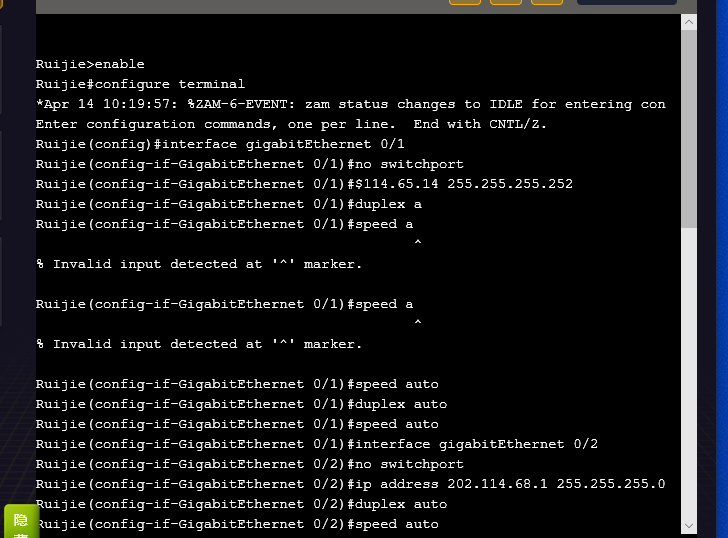 Ruijie>enable
Ruijie#configure terminal
*Apr 14 10:19:57: %ZAM-6-EVENT: zam status changes to IDLE for entering con
Enter configuration commands, one per line.  End with CNTL/Z.
Ruijie(config)#interface gigabitEthernet 0/1
Ruijie(config-if-GigabitEthernet 0/1)#no switchport
Ruijie(config-if-GigabitEthernet 0/1)#$114.65.14 255.255.255.252
Ruijie(config-if-GigabitEthernet 0/1)#duplex a
Ruijie(config-if-GigabitEthernet 0/1)#speed a
^
% Invalid input detected at '^' marker.
Ruijie(config-if-GigabitEthernet 0/1)#speed a
^
% Invalid input detected at '^' marker.
Ruijie(config-if-GigabitEthernet 0/1)#speed auto
Ruijie(config-if-GigabitEthernet 0/1)#duplex auto
Ruijie(config-if-GigabitEthernet 0/1)#speed auto
Ruijie(config-if-GigabitEthernet 0/1)#interface gigabitEthernet 0/2
Ruijie(config-if-GigabitEthernet 0/2)#no switchport
Ruijie(config-if-GigabitEthernet 0/2)#ip address 202.114.68.1 255.255.255.0
Ruijie(config-if-GigabitEthernet 0/2)#duplex auto
Ruijie(config-if-GigabitEthernet 0/2)#speed auto
隐